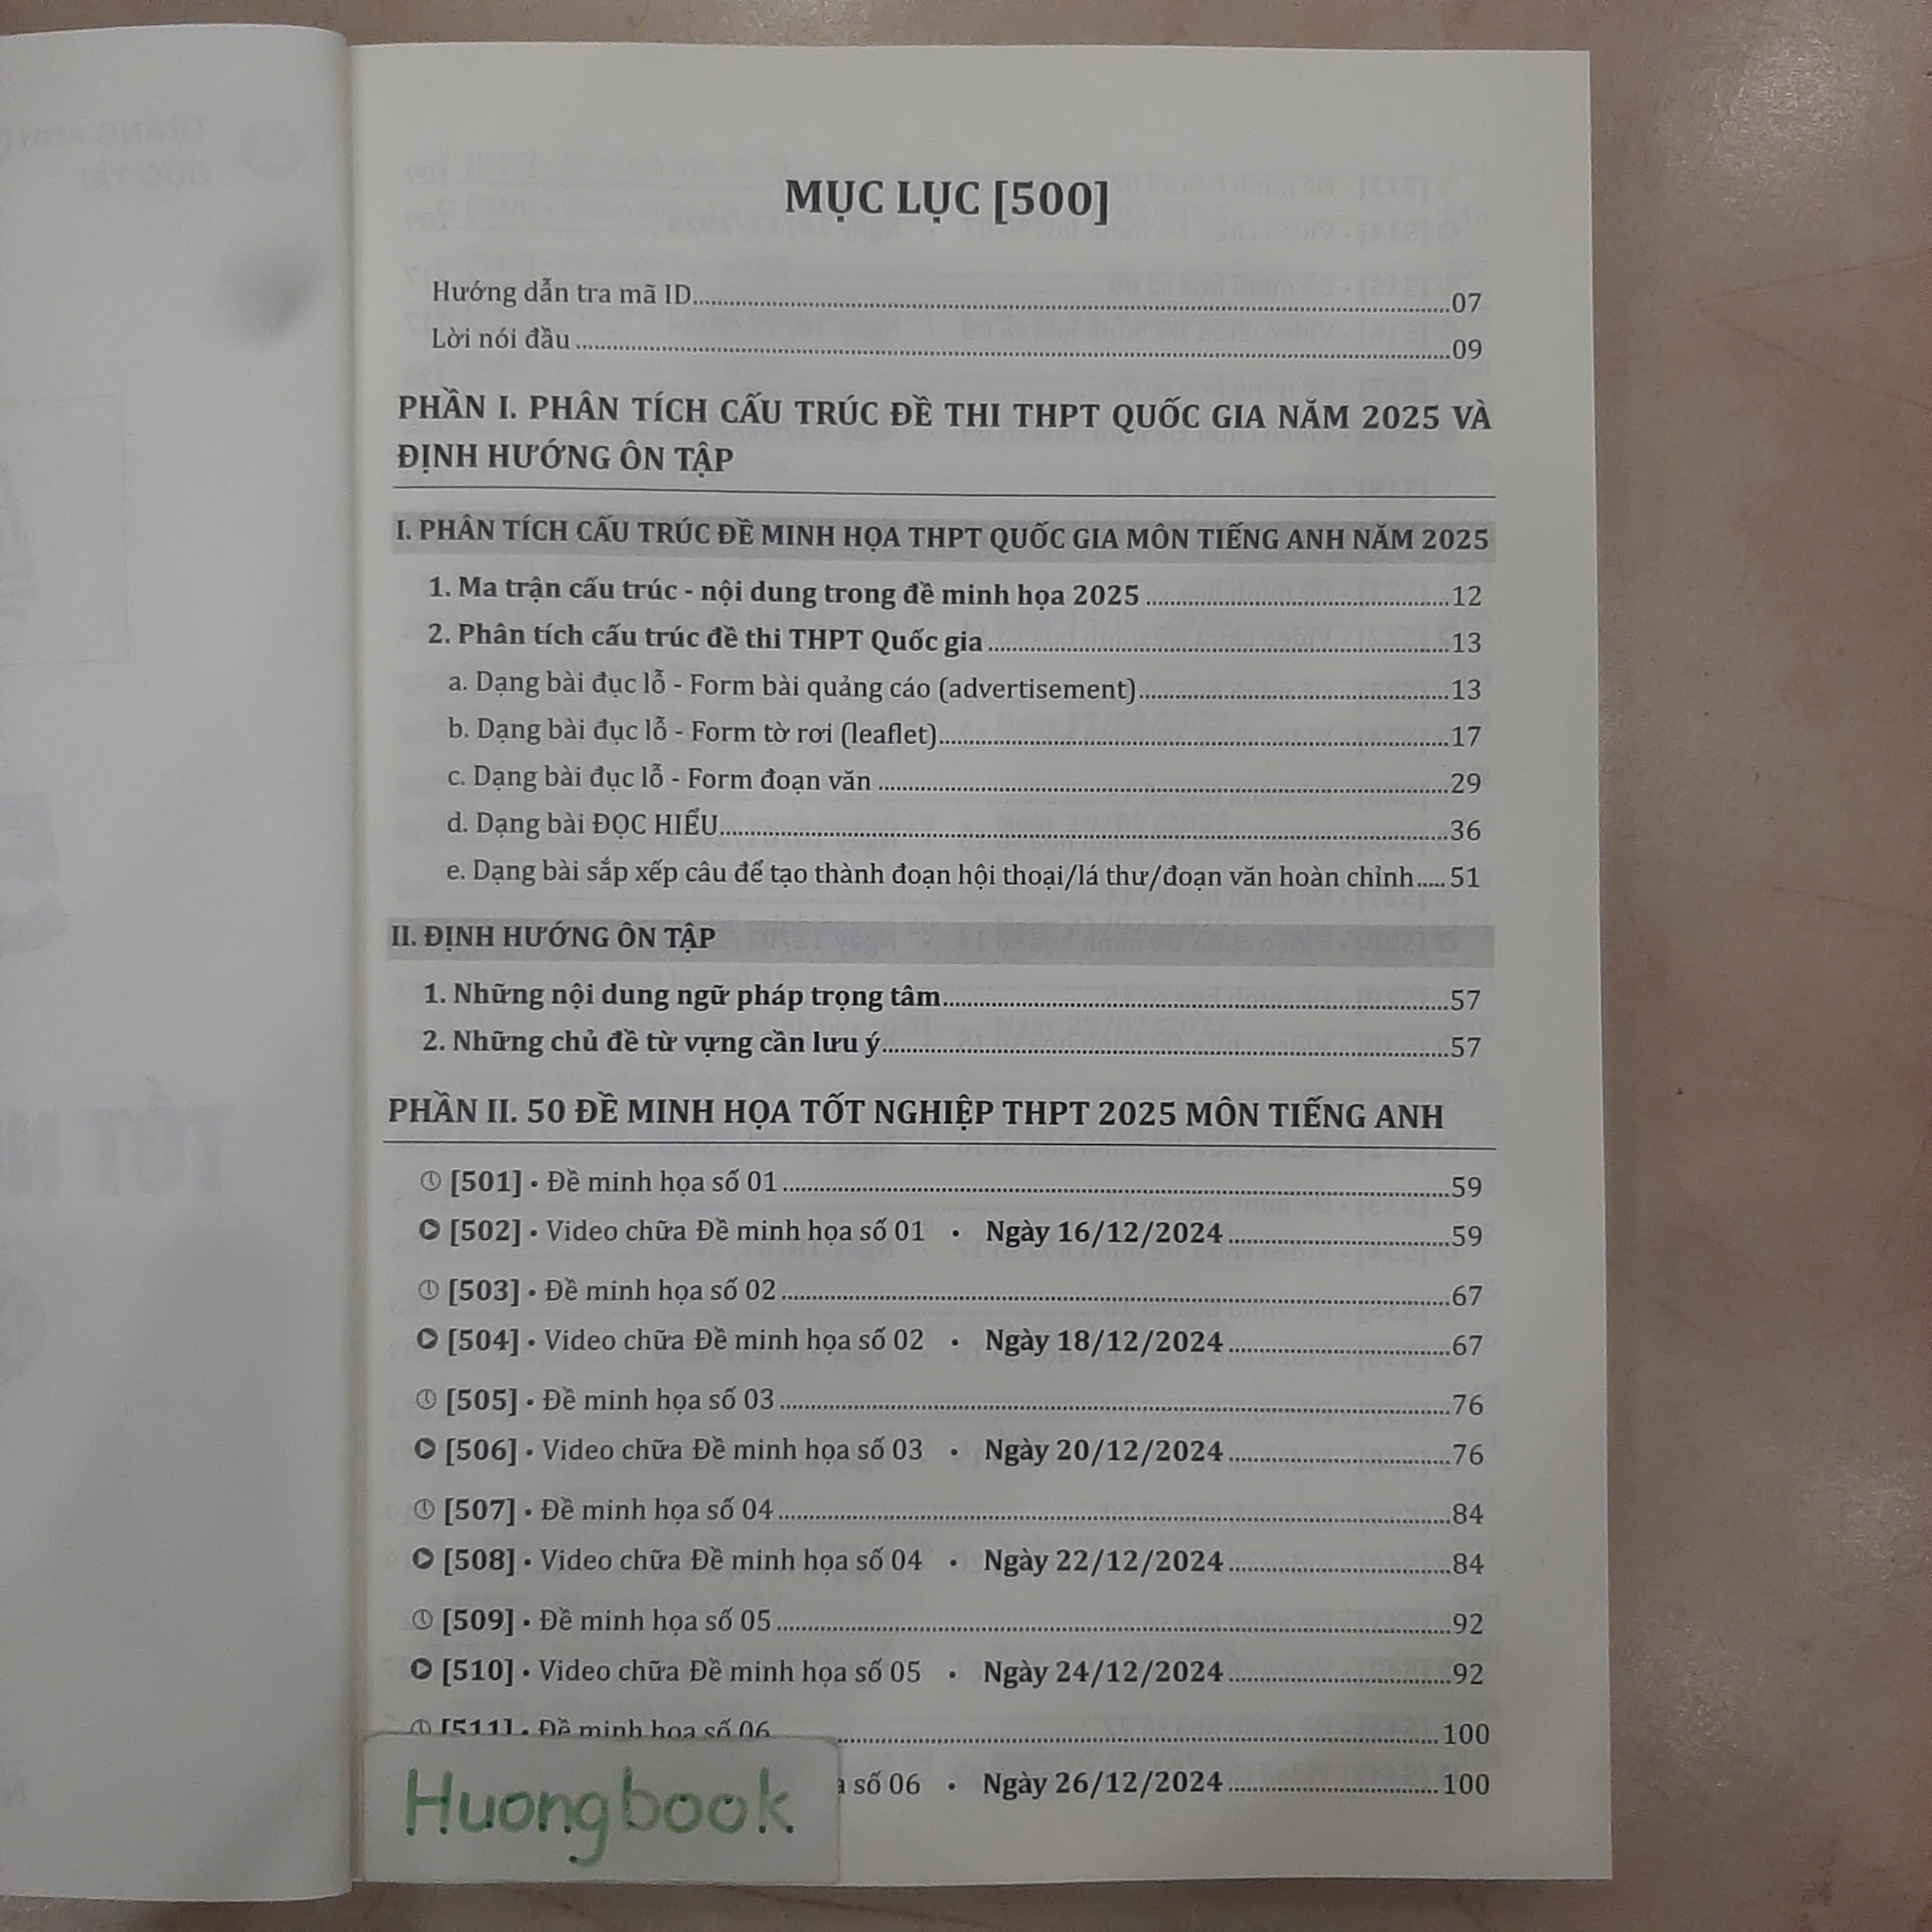 MỤC LỤC [500]
Hướng dẫn tra mã ID 07
Lời nói đầu 09
PHẦN I. PHÂN TÍCH CẤU TRÚC ĐỀ THI THPT QUỐC GIA NĂM 2025 VÀ
ĐỊNH HƯỚNG ÔN TẬP
I. PHÂN TÍCH CẤU TRÚC ĐỀ MINH HỌA THPT QUỐC GIA MÔN TIẾNG ANH NĂM 2025
1. Ma trận cấu trúc - nội dung trong đề minh họa 2025 12
2. Phân tích cấu trúc đề thi THPT Quốc gia 13
a. Dạng bài đục lỗ - Form bài quảng cáo (advertisement) 13
b. Dạng bài đục lỗ - Form tờ rơi (leaflet) 17
c. Dạng bài đục lỗ - Form đoạn văn 29
d. Dạng bài ĐỌC HIỂU 36
e. Dạng bài sắp xếp câu để tạo thành đoạn hội thoại/lá thư/đoạn văn hoàn chỉnh 51
II. ĐỊNH HƯỚNG ÔN TẬP
1. Những nội dung ngữ pháp trọng tâm 57
2. Những chủ đề từ vựng cần lưu ý 57
PHẦN II. 50 ĐỀ MINH HỌA TỐT NGHIỆP THPT 2025 MÔN TIẾNG ANH
[501] • Đề minh họa số 01 59
[502] • Video chữa Đề minh họa số 01 • Ngày 16/12/2024 59
[503] • Đề minh họa số 02 67
[504] • Video chữa Đề minh họa số 02 • Ngày 18/12/2024 67
[505] • Đề minh họa số 03 76
[506] • Video chữa Đề minh họa số 03 • Ngày 20/12/2024 76
[507] • Đề minh họa số 04 84
[508] • Video chữa Đề minh họa số 04 • Ngày 22/12/2024 84
[509] • Đề minh họa số 05 92
[510] • Video chữa Đề minh họa số 05 • Ngày 24/12/2024 92
[511] • Đề minh họa số 06 100
số 06 • Ngày 26/12/2024 100
Huongbook